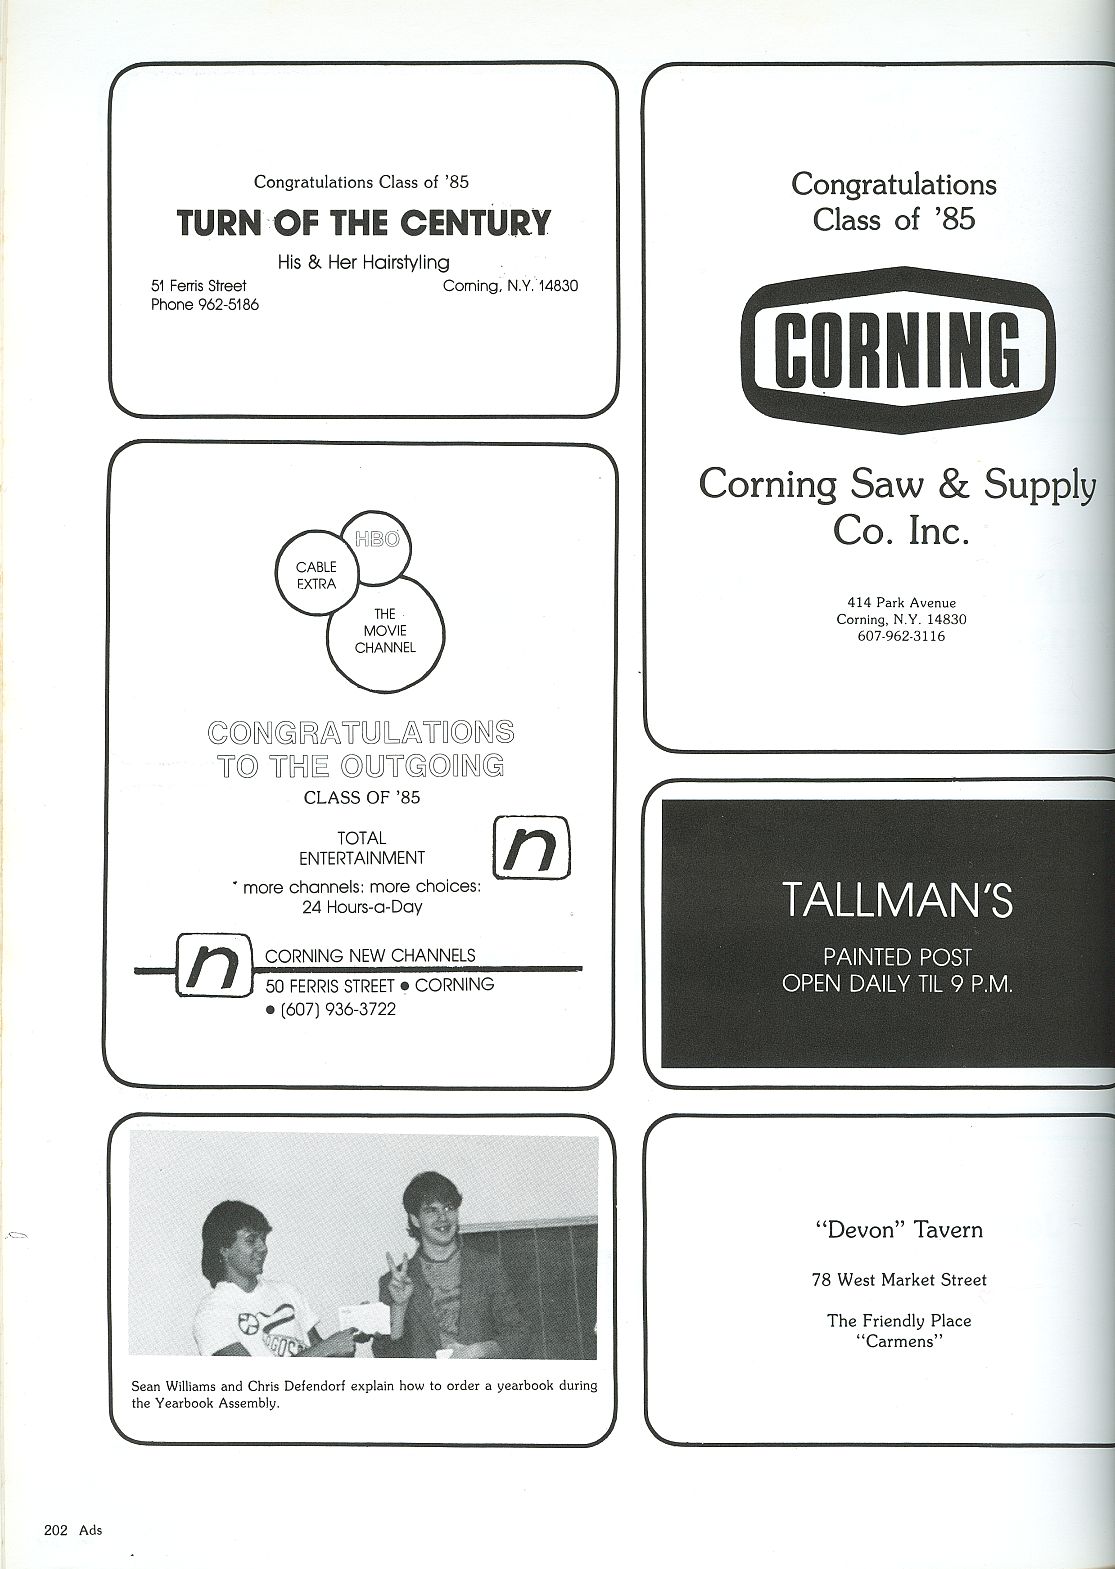 Congratulations Class of '85
TURN OF THE CENTURY
His & Her Hairstyling
51 Ferris Street
Corning, N.Y. 14830
Phone 962-5186
HBO
CABLE
EXTRA
THE
MOVIE
CHANNEL
CONGRATULATIONS
TO THE OUTGOING
CLASS OF '85
TOTAL
ENTERTAINMENT
n
more channels: more choices:
24 Hours-a-Day
n
CORNING NEW CHANNELS
50 FERRIS STREET ● CORNING
● (607) 936-3722
Sean Williams and Chris Defendorf explain how to order a yearbook during
the Yearbook Assembly.
Congratulations
Class of '85
CORNING
Corning Saw & Supply
Co. Inc.
414 Park Avenue
Corning, N.Y. 14830
607-962-3116
TALLMAN'S
PAINTED POST
OPEN DAILY TIL 9 P.M.
"Devon" Tavern
78 West Market Street
The Friendly Place
"Carmens"
202 Ads